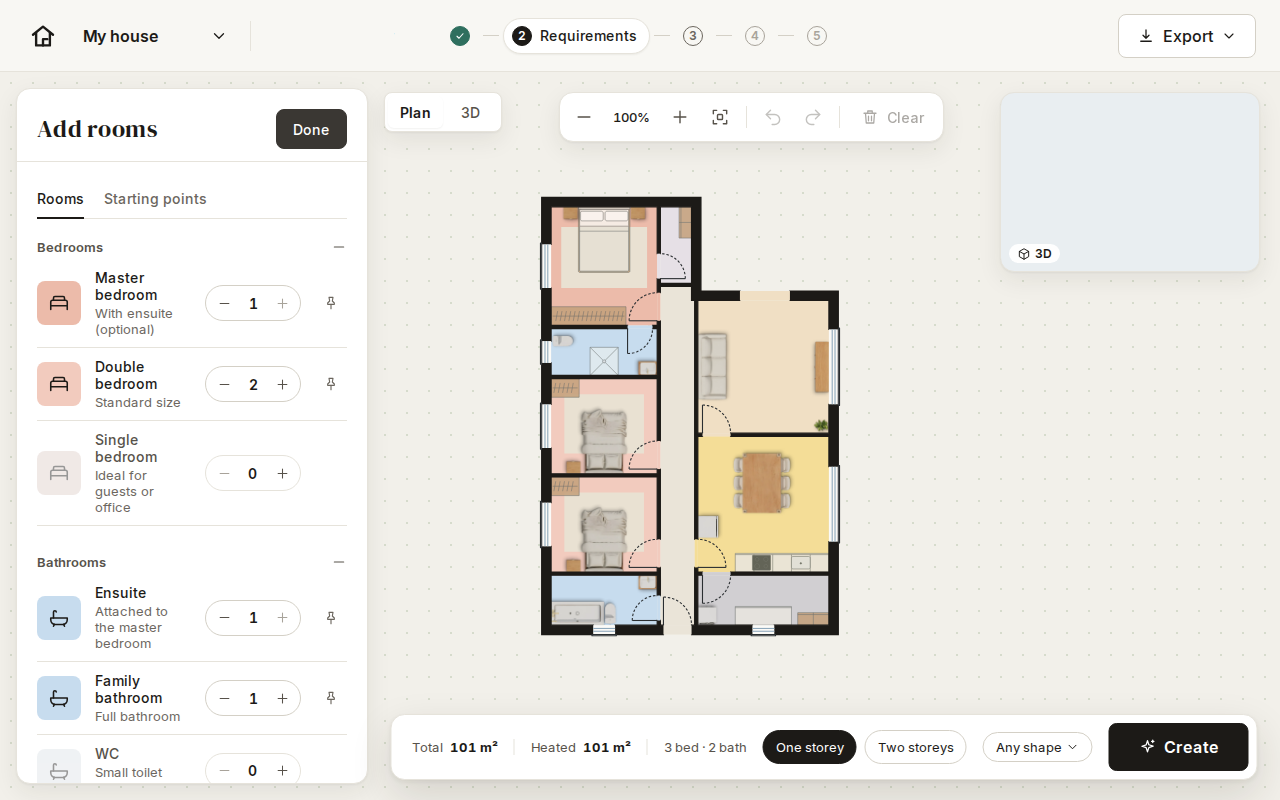 My house
2 Requirements
3
4
5
Export
Add rooms
Done
Plan
3D
100%
Clear
3D
Rooms
Starting points
Bedrooms
Master
bedroom
With ensuite
(optional)
1
Double
bedroom
Standard size
2
Single
bedroom
Ideal for
guests or
office
0
Bathrooms
Ensuite
Attached to
the master
bedroom
1
Family
bathroom
Full bathroom
1
WC
Small toilet
0
Total 101 m²
Heated 101 m²
3 bed · 2 bath
One storey
Two storeys
Any shape
Create